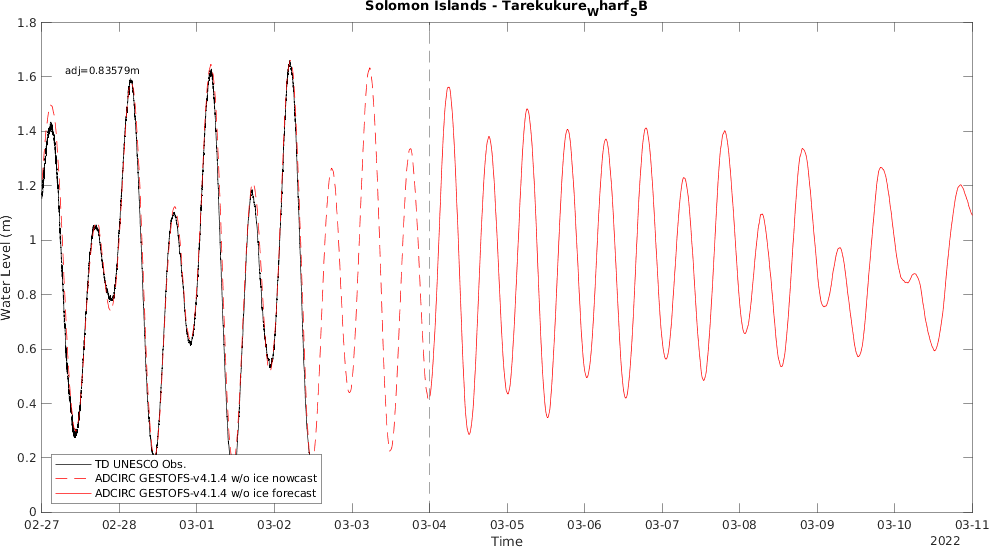 Solomon Islands - Tarekukure_Wharf_SB
adj=0.83579m
1.8
1.6
1.4
1.2
1
0.8
0.6
0.4
0.2
0
Water Level (m)
TD UNESCO Obs.
ADCIRC GESTOFS-v4.1.4 w/o ice nowcast
ADCIRC GESTOFS-v4.1.4 w/o ice forecast
02-27 02-28 03-01 03-02 03-03 03-04 03-05 03-06 03-07 03-08 03-09 03-10 03-11
Time
2022